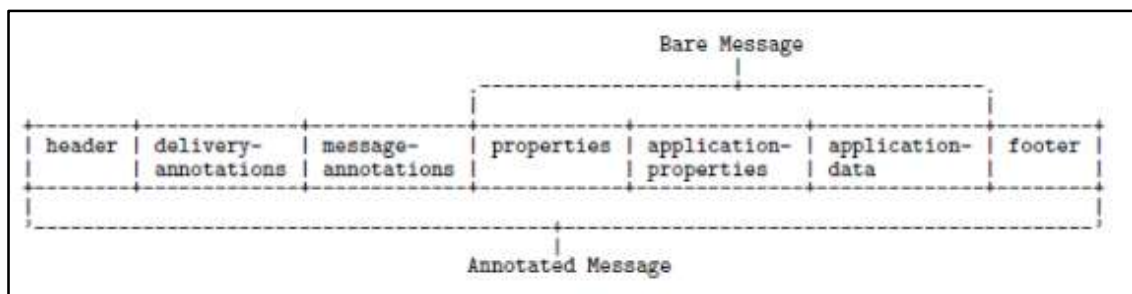 Bare Message
header | delivery- | message- | properties | application- | application- | footer
annotations | annotations | properties | data
Annotated Message